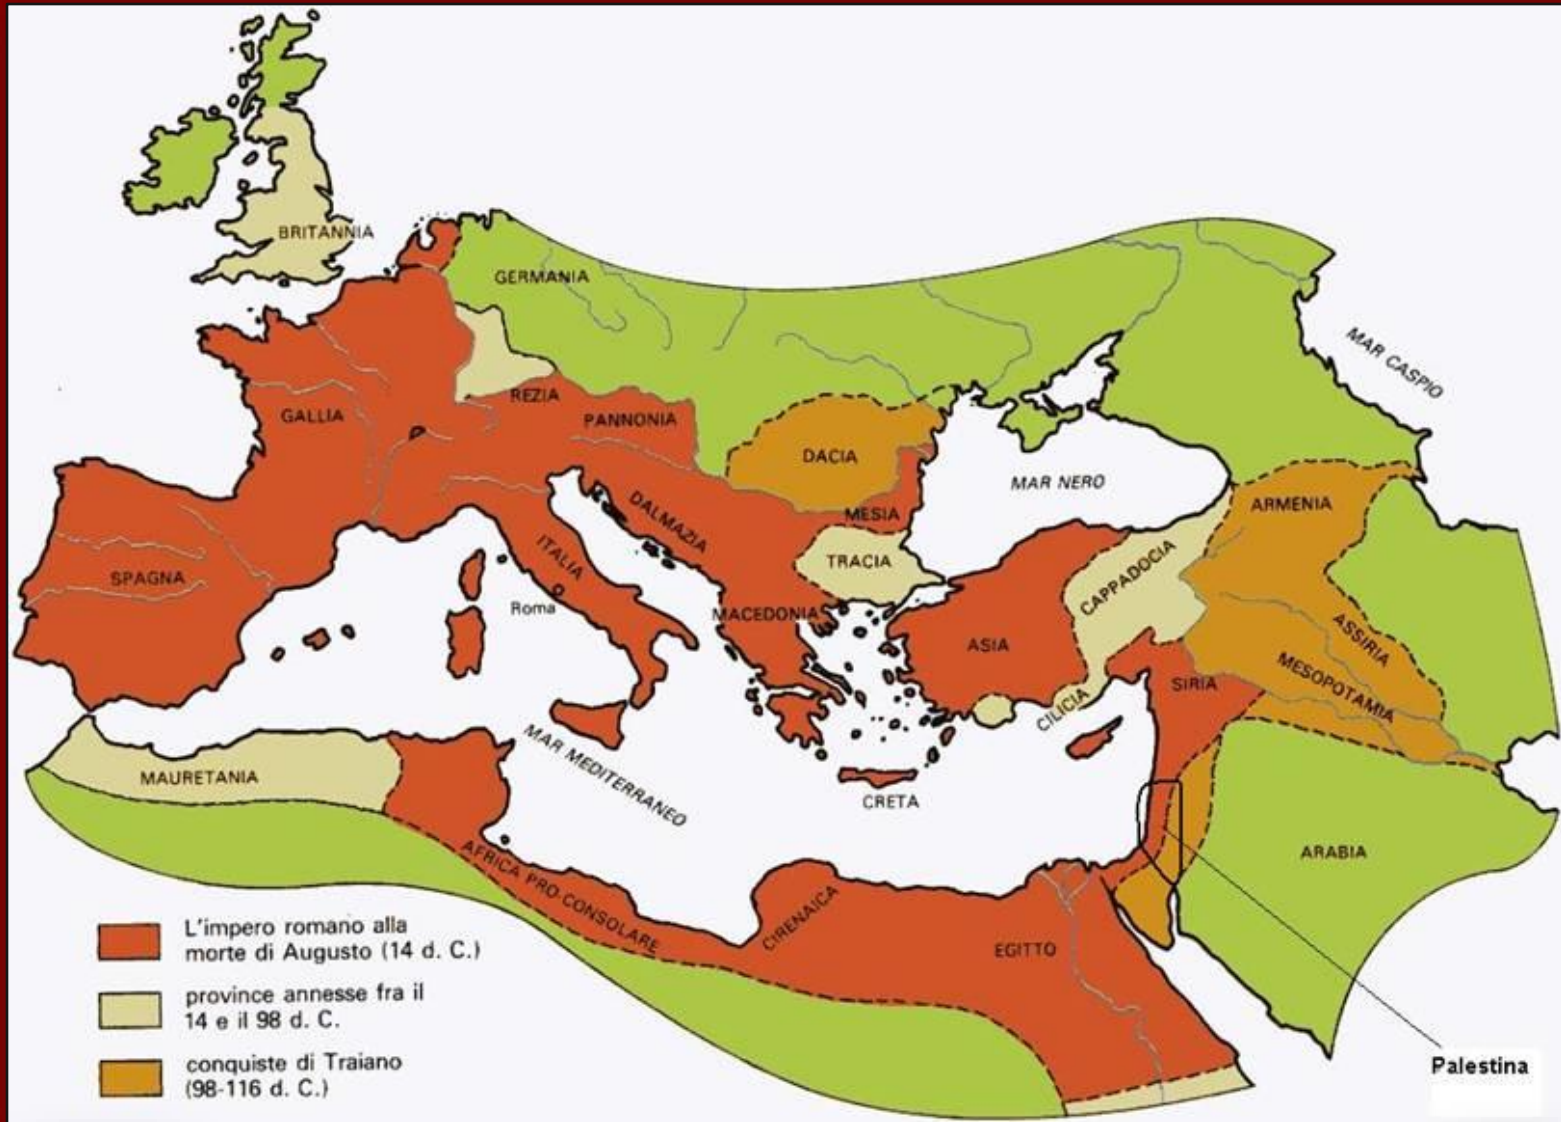 BRITANNIA
GERMANIA
MAR CASPIO
REZIA
GALLIA
PANNONIA
DACIA
MAR NERO
ARMENIA
MESIA
DALMAZIA
ITALIA
TRACIA
CAPPADOCIA
SPAGNA
Roma
MACEDONIA
ASIA
ASSIRIA
MESOPOTAMIA
SIRIA
CILICIA
MAR MEDITERRANEO
MAURETANIA
CRETA
ARABIA
AFRICA PRO-CONSOLARE
CIRENAICA
EGITTO
L'impero romano alla
morte di Augusto (14 d. C.)
province annesse fra il
14 e il 98 d. C.
conquiste di Traiano
(98-116 d. C.)
Palestina